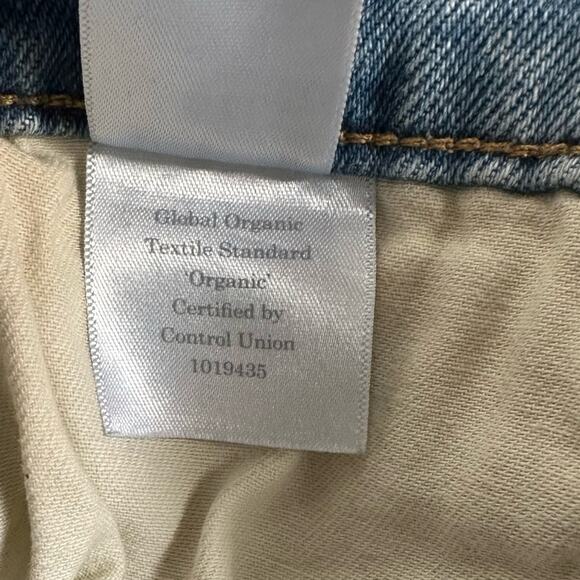 Global Organic
Textile Standard
'Organic'
Certified by
Control Union
1019435